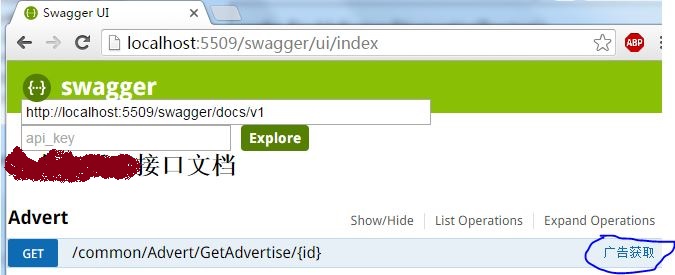 Swagger UI
localhost:5509/swagger/ui/index
ABP
{···} swagger
http://localhost:5509/swagger/docs/v1
api_key Explore
接口文档
Advert Show/Hide List Operations Expand Operations
GET /common/Advert/GetAdvertise/{id} 广告获取